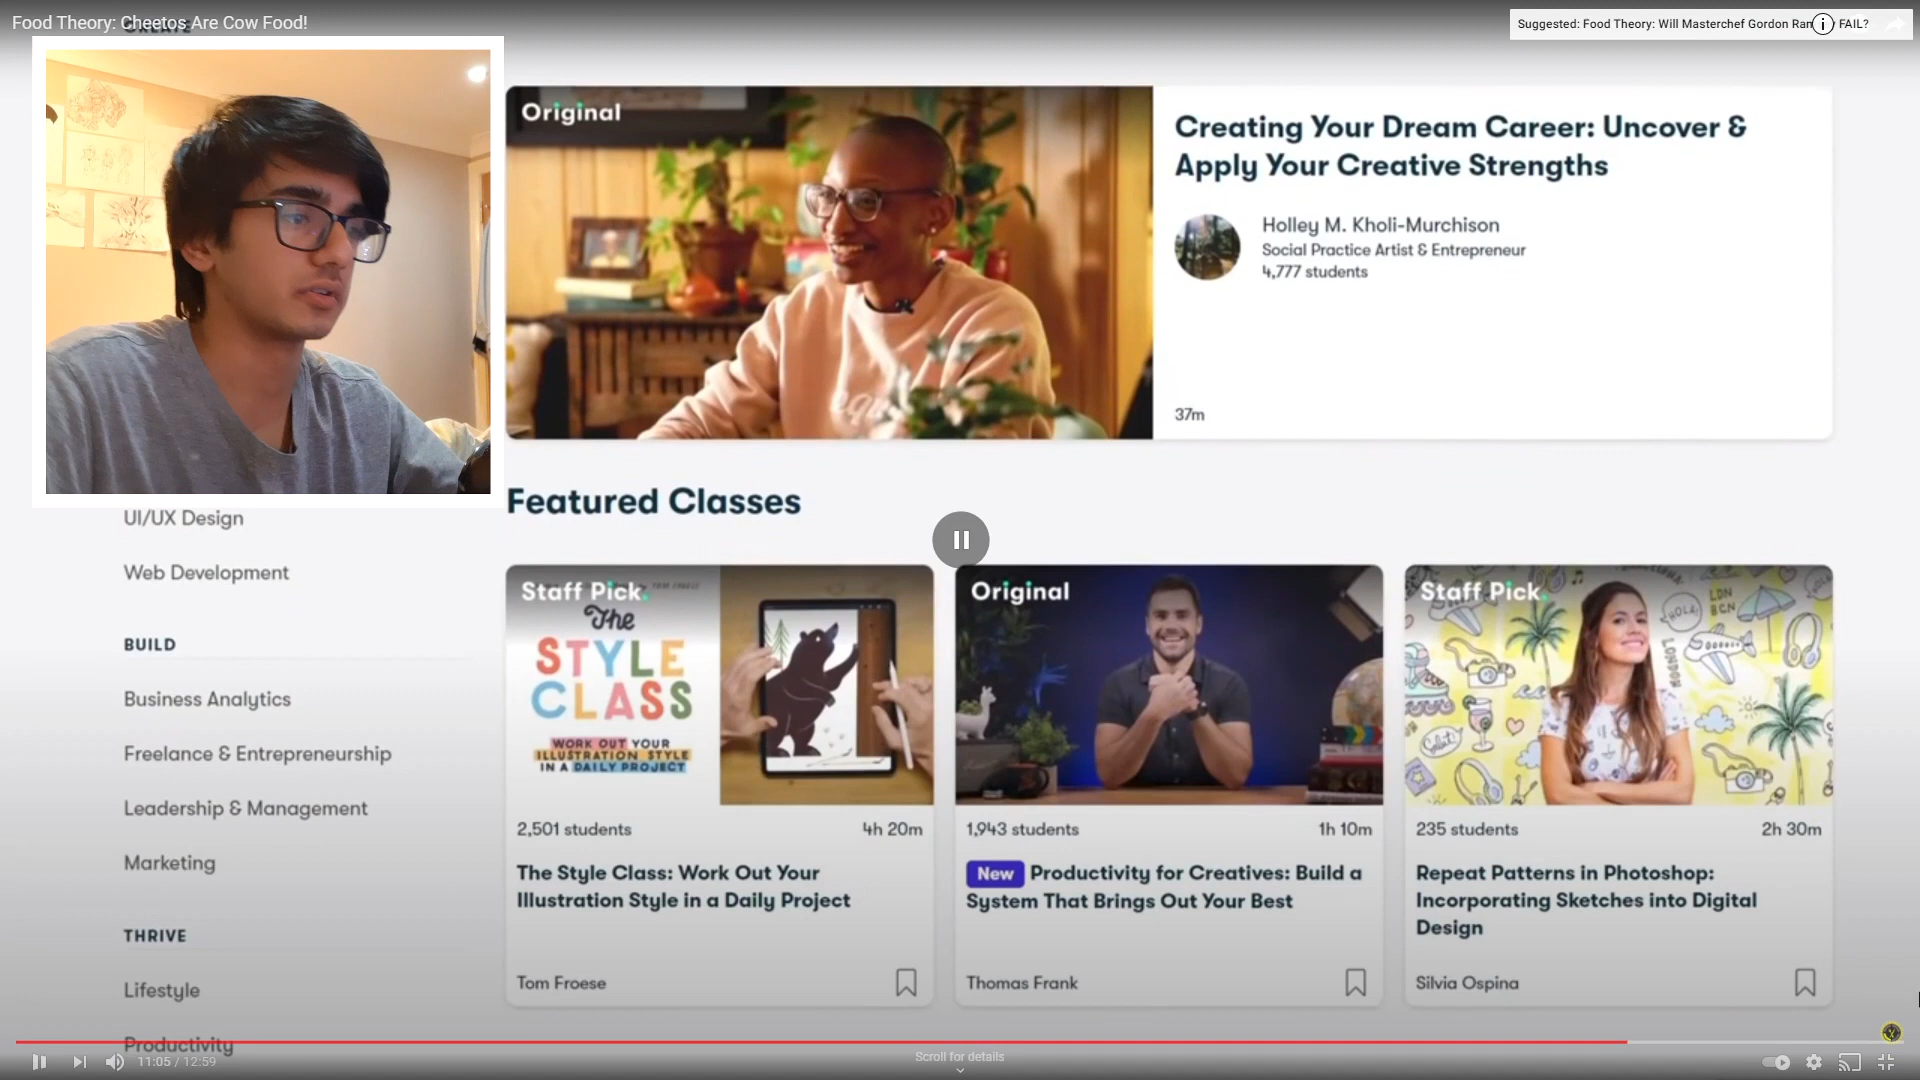 Food Theory: Cheetos Are Cow Food!
CREATE
Suggested: Food Theory: Will Masterchef Gordon FAIL?
Original
Creating Your Dream Career: Uncover &
Apply Your Creative Strengths
Holley M. Kholi-Murchison
Social Practice Artist & Entrepreneur
4,777 students
37m
UI/UX Design
Web Development
BUILD
Business Analytics
Freelance & Entrepreneurship
Leadership & Management
Marketing
THRIVE
Lifestyle
Productivity
Featured Classes
Staff Pick.
The
STYLE
CLASS
WORK OUT YOUR
ILLUSTRATION STYLE
IN A DAILY PROJECT
2,501 students 4h 20m
The Style Class: Work Out Your
Illustration Style in a Daily Project
Tom Froese
Original
1,943 students 1h 10m
New Productivity for Creatives: Build a
System That Brings Out Your Best
Thomas Frank
Staff Pick.
HOLA!
LDN
BCN
LONDON
235 students 2h 30m
Repeat Patterns in Photoshop:
Incorporating Sketches into Digital
Design
Silvia Ospina
11:05 / 12:59
Scroll for details